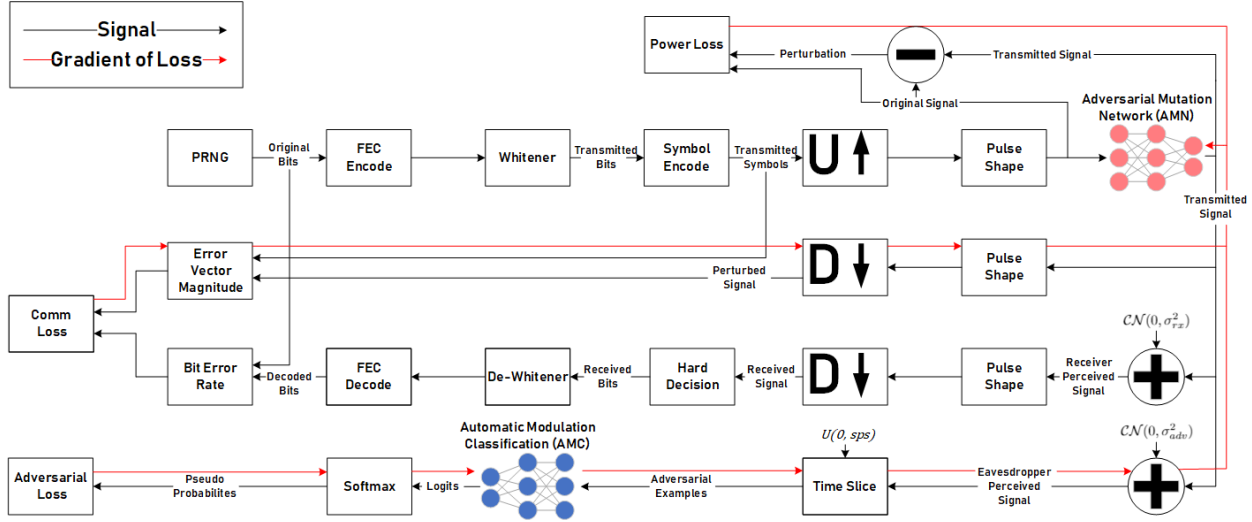 Signal
Gradient of Loss
Power Loss
Perturbation
Transmitted Signal
Original Signal
Adversarial Mutation
Network (AMN)
PRNG
Original
Bits
FEC
Encode
Whitener
Transmitted
Bits
Symbol
Encode
Transmitted
Symbols
U
Pulse
Shape
Transmitted
Signal
Error
Vector
Magnitude
Perturbed
Signal
D
Pulse
Shape
Comm
Loss
Bit Error
Rate
Decoded
Bits
FEC
Decode
De-Whitener
Received
Bits
Hard
Decision
Received
Signal
D
Pulse
Shape
Receiver
Perceived
Signal
𝒞𝒩(0, σ²_rx)
Automatic Modulation
Classification (AMC)
U(0, sps)
𝒞𝒩(0, σ²_adv)
Adversarial
Loss
Pseudo
Probabilites
Softmax
Logits
Adversarial
Examples
Time Slice
Eavesdropper
Perceived
Signal